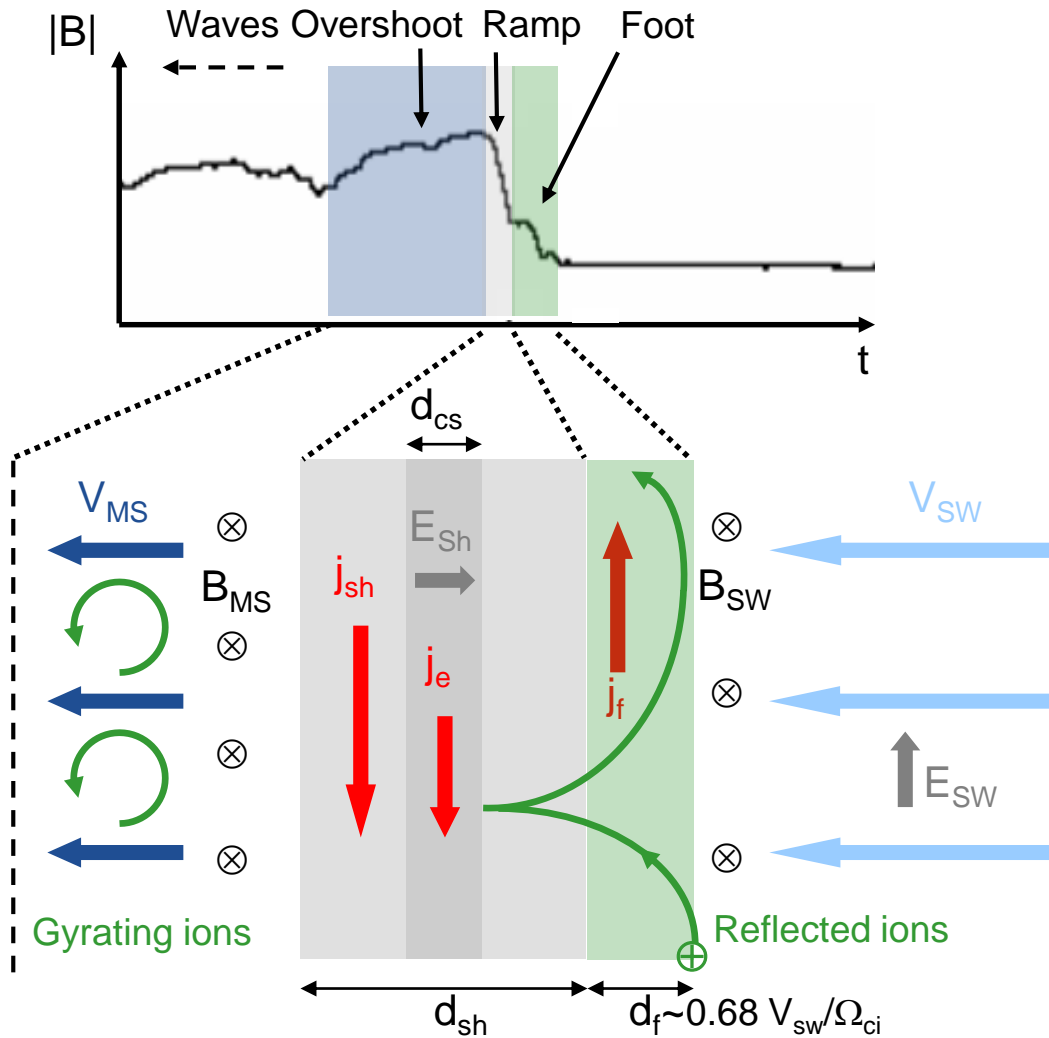 |B|
Waves Overshoot Ramp Foot
t
d_cs
V_MS
V_SW
E_Sh
j_sh
B_MS
B_SW
j_e
j_f
E_SW
Gyrating ions
Reflected ions
d_sh
d_f~0.68 V_sw/Ω_ci